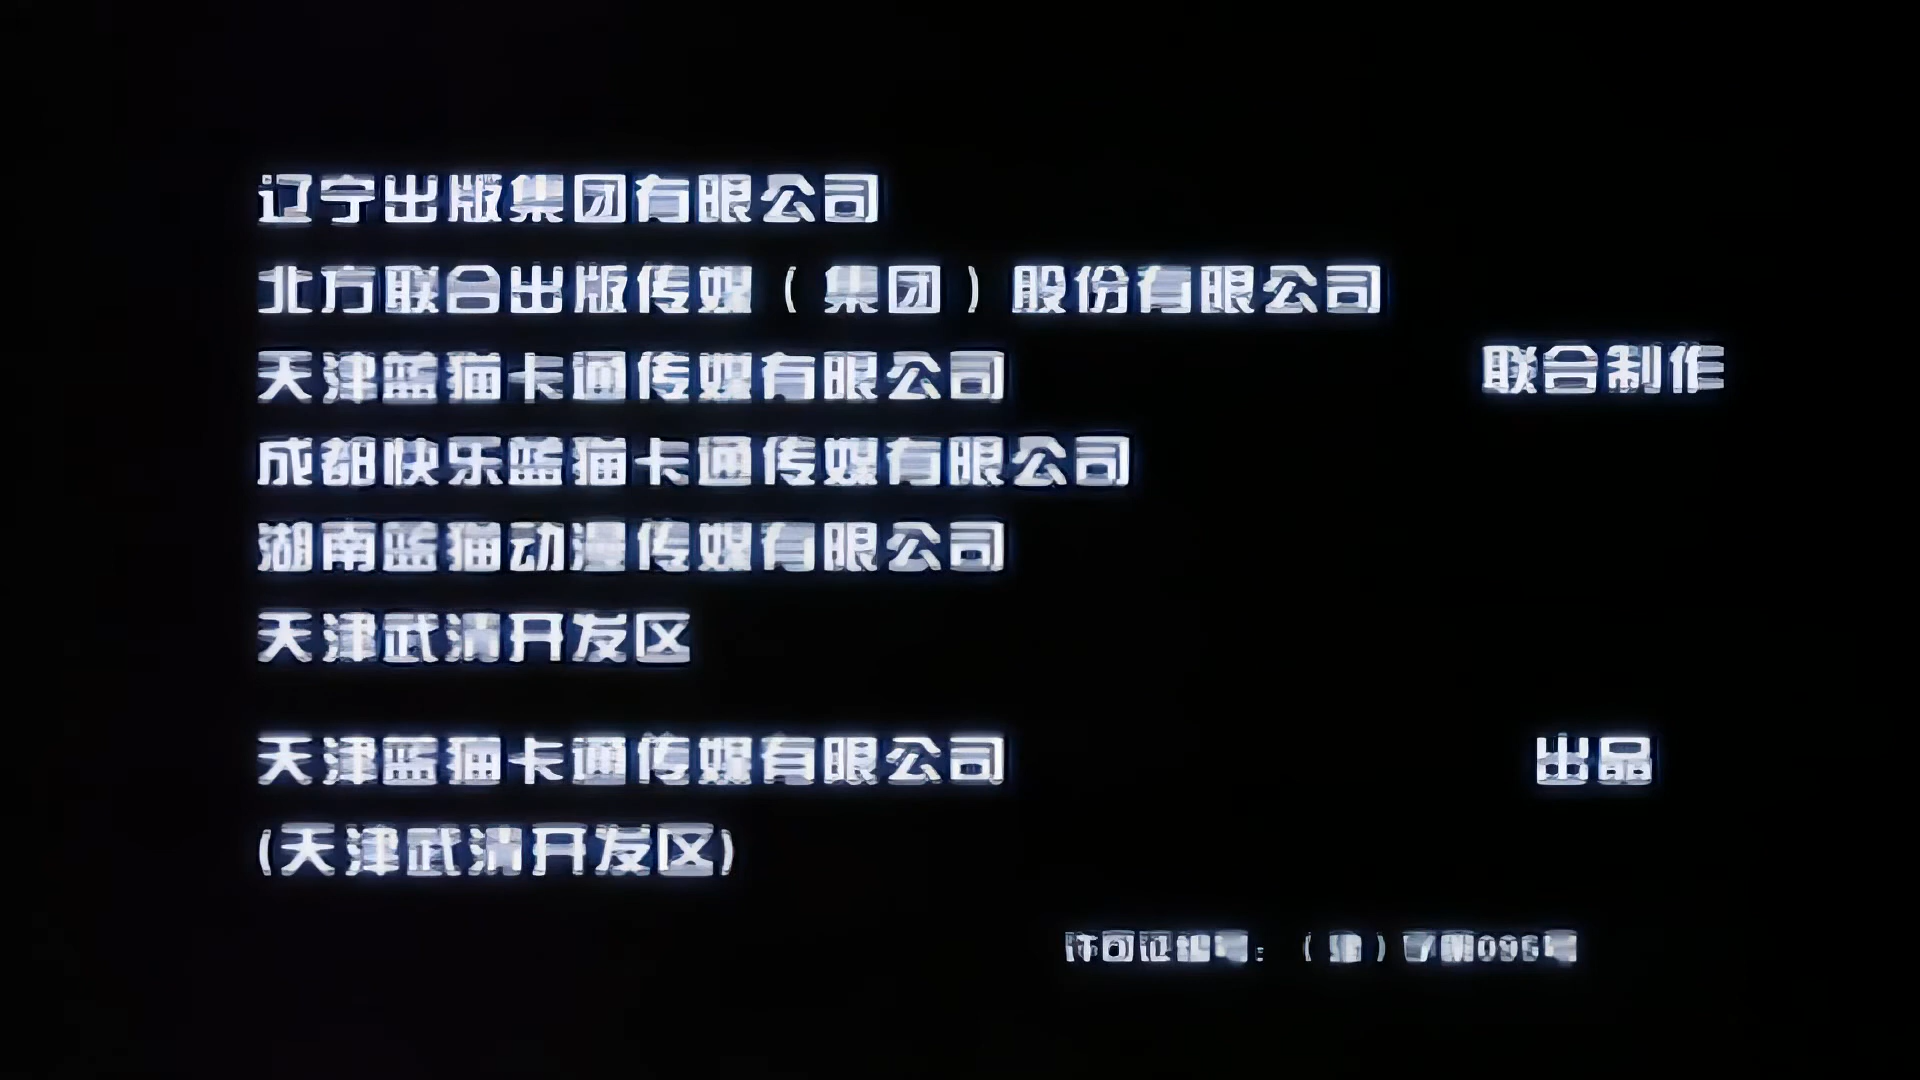 辽宁出版集团有限公司
北方联合出版传媒（集团）股份有限公司
天津蓝猫卡通传媒有限公司
联合制作
成都快乐蓝猫卡通传媒有限公司
湖南蓝猫动漫传媒有限公司
天津武清开发区
天津蓝猫卡通传媒有限公司
出品
(天津武清开发区)
许可证